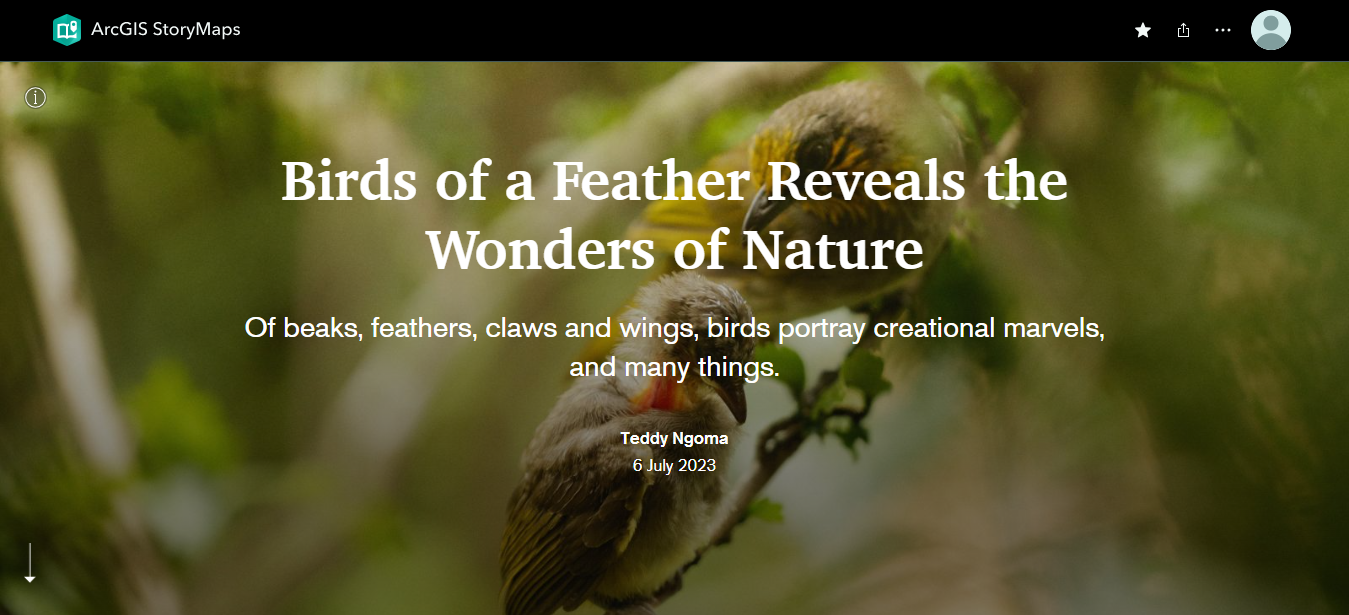 ArcGIS StoryMaps
Birds of a Feather Reveals the
Wonders of Nature
Of beaks, feathers, claws and wings, birds portray creational marvels,
and many things.
Teddy Ngoma
6 July 2023